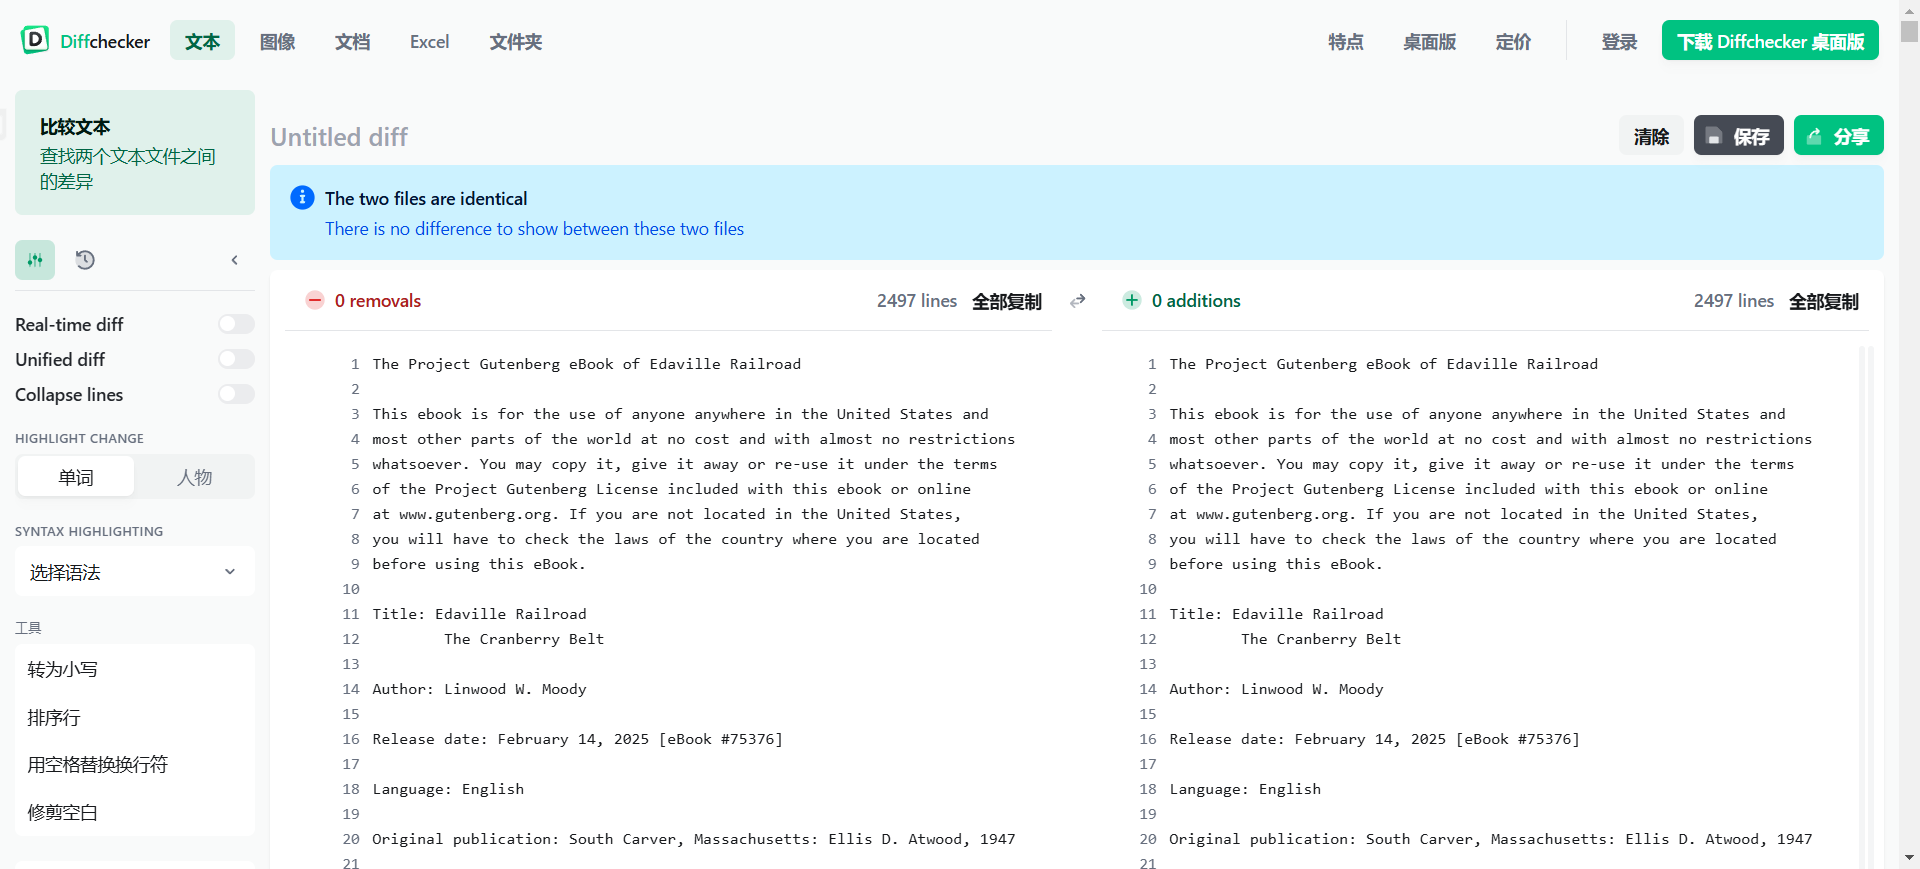 Diffchecker
文本
图像
文档
Excel
文件夹
特点
桌面版
定价
登录
下载 Diffchecker 桌面版
比较文本
查找两个文本文件之间
的差异
Real-time diff
Unified diff
Collapse lines
HIGHLIGHT CHANGE
单词
人物
SYNTAX HIGHLIGHTING
选择语法
工具
转为小写
排序行
用空格替换换行符
修剪空白
Untitled diff
清除
保存
分享
The two files are identical
There is no difference to show between these two files
0 removals
2497 lines
全部复制
1 The Project Gutenberg eBook of Edaville Railroad
2
3 This ebook is for the use of anyone anywhere in the United States and
4 most other parts of the world at no cost and with almost no restrictions
5 whatsoever. You may copy it, give it away or re-use it under the terms
6 of the Project Gutenberg License included with this ebook or online
7 at www.gutenberg.org. If you are not located in the United States,
8 you will have to check the laws of the country where you are located
9 before using this eBook.
10
11 Title: Edaville Railroad
12 The Cranberry Belt
13
14 Author: Linwood W. Moody
15
16 Release date: February 14, 2025 [eBook #75376]
17
18 Language: English
19
20 Original publication: South Carver, Massachusetts: Ellis D. Atwood, 1947
21
0 additions
2497 lines
全部复制
1 The Project Gutenberg eBook of Edaville Railroad
2
3 This ebook is for the use of anyone anywhere in the United States and
4 most other parts of the world at no cost and with almost no restrictions
5 whatsoever. You may copy it, give it away or re-use it under the terms
6 of the Project Gutenberg License included with this ebook or online
7 at www.gutenberg.org. If you are not located in the United States,
8 you will have to check the laws of the country where you are located
9 before using this eBook.
10
11 Title: Edaville Railroad
12 The Cranberry Belt
13
14 Author: Linwood W. Moody
15
16 Release date: February 14, 2025 [eBook #75376]
17
18 Language: English
19
20 Original publication: South Carver, Massachusetts: Ellis D. Atwood, 1947
21